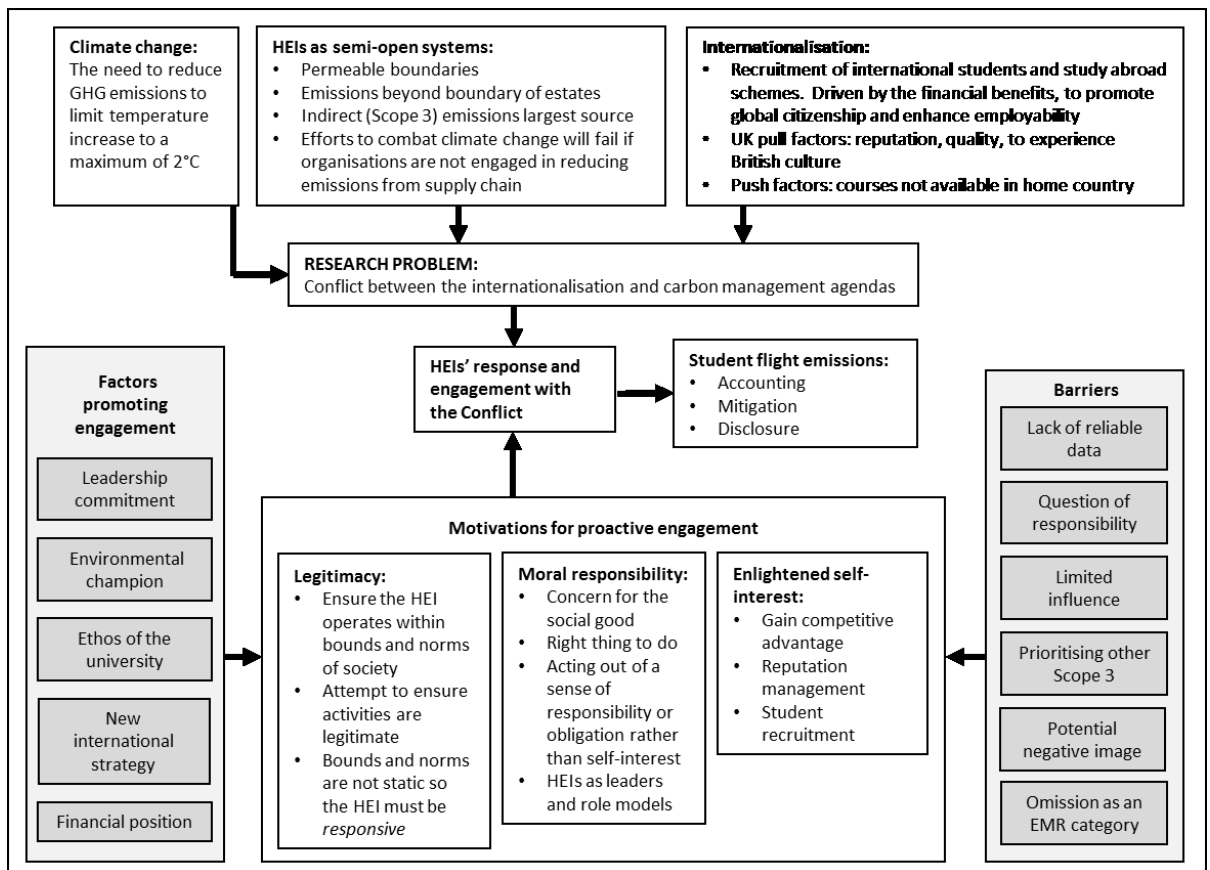 Climate change:
The need to reduce
GHG emissions to
limit temperature
increase to a
maximum of 2°C
HEIs as semi-open systems:
• Permeable boundaries
• Emissions beyond boundary of estates
• Indirect (Scope 3) emissions largest source
• Efforts to combat climate change will fail if
organisations are not engaged in reducing
emissions from supply chain
Internationalisation:
• Recruitment of international students and study abroad
schemes. Driven by the financial benefits, to promote
global citizenship and enhance employability
• UK pull factors: reputation, quality, to experience
British culture
• Push factors: courses not available in home country
RESEARCH PROBLEM:
Conflict between the internationalisation and carbon management agendas
HEIs' response and
engagement with
the Conflict
Student flight emissions:
• Accounting
• Mitigation
• Disclosure
Factors
promoting
engagement
Leadership
commitment
Environmental
champion
Ethos of the
university
New
international
strategy
Financial position
Motivations for proactive engagement
Legitimacy:
• Ensure the HEI
operates within
bounds and norms
of society
• Attempt to ensure
activities are
legitimate
• Bounds and norms
are not static so
the HEI must be
responsive
Moral responsibility:
• Concern for the
social good
• Right thing to do
• Acting out of a
sense of
responsibility or
obligation rather
than self-interest
• HEIs as leaders
and role models
Enlightened self-
interest:
• Gain competitive
advantage
• Reputation
management
• Student
recruitment
Barriers
Lack of reliable
data
Question of
responsibility
Limited
influence
Prioritising other
Scope 3
Potential
negative image
Omission as an
EMR category